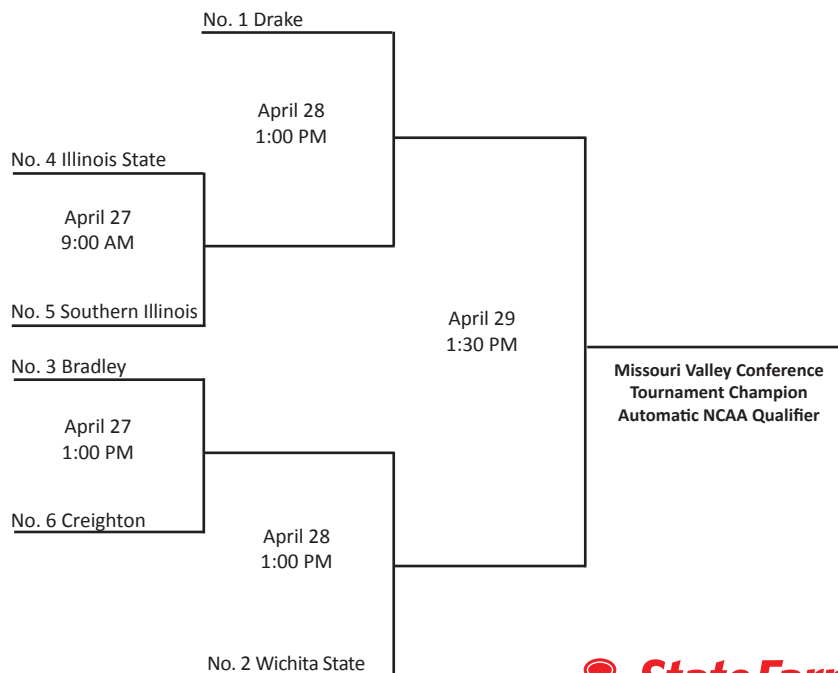 No. 1 Drake
April 28
1:00 PM
No. 4 Illinois State
April 27
9:00 AM
No. 5 Southern Illinois
April 29
1:30 PM
No. 3 Bradley
Missouri Valley Conference
Tournament Champion
Automatic NCAA Qualifier
April 27
1:00 PM
No. 6 Creighton
April 28
1:00 PM
No. 2 Wichita State
State Farm